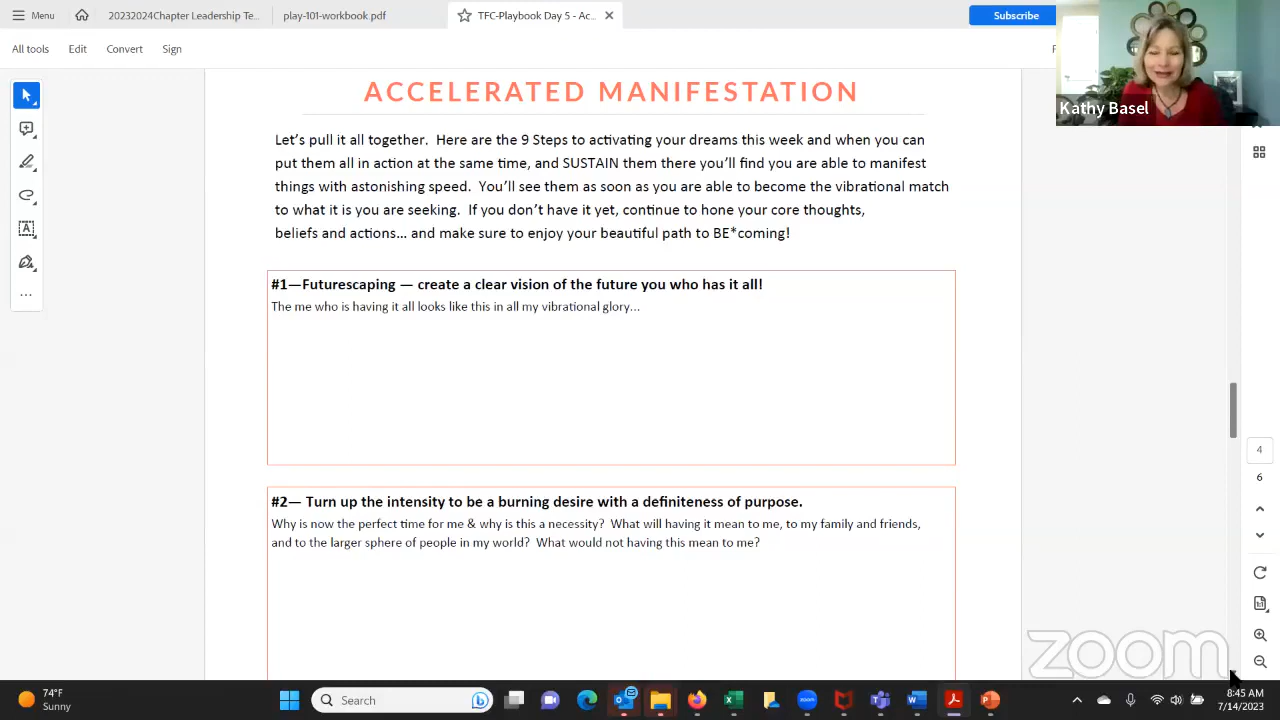 Menu
20232024Chapter Leadership Te...
play-101-workbook.pdf
TFC-Playbook Day 5 - Ac...
Subscribe
All tools
Edit
Convert
Sign
Kathy Basel
ACCELERATED MANIFESTATION
Let's pull it all together. Here are the 9 Steps to activating your dreams this week and when you can
put them all in action at the same time, and SUSTAIN them there you'll find you are able to manifest
things with astonishing speed. You'll see them as soon as you are able to become the vibrational match
to what it is you are seeking. If you don't have it yet, continue to hone your core thoughts,
beliefs and actions... and make sure to enjoy your beautiful path to BE*coming!
#1—Futurescaping — create a clear vision of the future you who has it all!
The me who is having it all looks like this in all my vibrational glory...
#2— Turn up the intensity to be a burning desire with a definiteness of purpose.
Why is now the perfect time for me & why is this a necessity? What will having it mean to me, to my family and friends,
and to the larger sphere of people in my world? What would not having this mean to me?
4
6
zoom
74°F
Sunny
Search
8:45 AM
7/14/2023